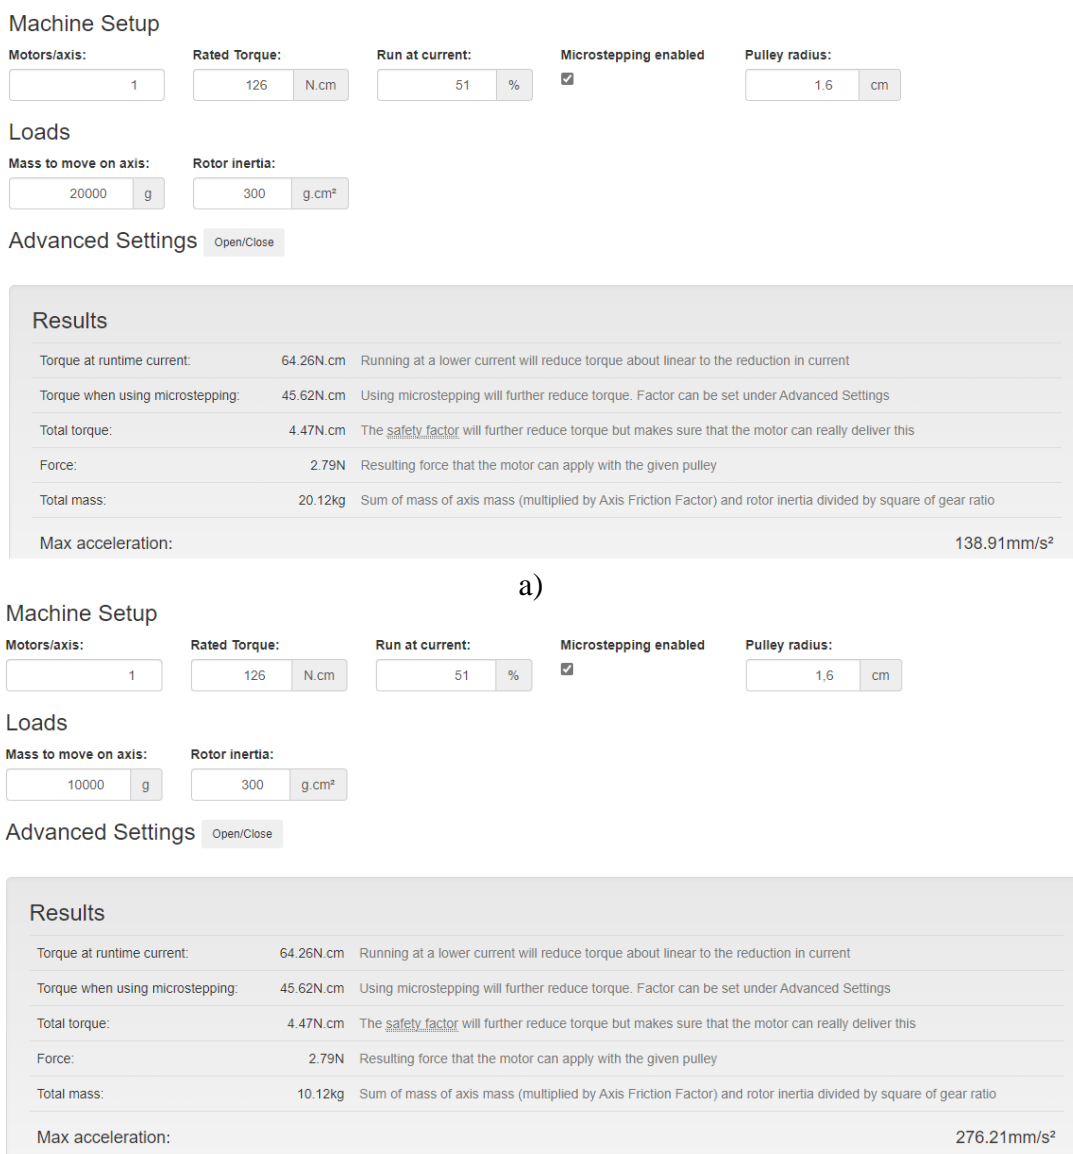 Machine Setup
Motors/axis: Rated Torque: Run at current: Microstepping enabled Pulley radius:
1 126 N.cm 51 % 1.6 cm
Loads
Mass to move on axis: Rotor inertia:
20000 g 300 g.cm²
Advanced Settings Open/Close
Results
Torque at runtime current: 64.26N.cm Running at a lower current will reduce torque about linear to the reduction in current
Torque when using microstepping: 45.62N.cm Using microstepping will further reduce torque. Factor can be set under Advanced Settings
Total torque: 4.47N.cm The safety factor will further reduce torque but makes sure that the motor can really deliver this
Force: 2.79N Resulting force that the motor can apply with the given pulley
Total mass: 20.12kg Sum of mass of axis mass (multiplied by Axis Friction Factor) and rotor inertia divided by square of gear ratio
Max acceleration: 138.91mm/s²
a)
Machine Setup
Motors/axis: Rated Torque: Run at current: Microstepping enabled Pulley radius:
1 126 N.cm 51 % 1,6 cm
Loads
Mass to move on axis: Rotor inertia:
10000 g 300 g.cm²
Advanced Settings Open/Close
Results
Torque at runtime current: 64.26N.cm Running at a lower current will reduce torque about linear to the reduction in current
Torque when using microstepping: 45.62N.cm Using microstepping will further reduce torque. Factor can be set under Advanced Settings
Total torque: 4.47N.cm The safety factor will further reduce torque but makes sure that the motor can really deliver this
Force: 2.79N Resulting force that the motor can apply with the given pulley
Total mass: 10.12kg Sum of mass of axis mass (multiplied by Axis Friction Factor) and rotor inertia divided by square of gear ratio
Max acceleration: 276.21mm/s²